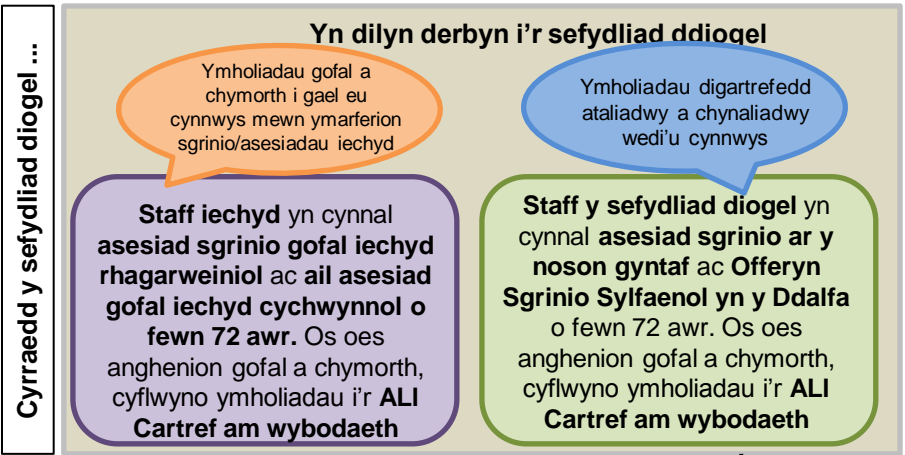 Cyrraedd y sefydliad diogel ...
Yn dilyn derbyn i'r sefydliad ddiogel
Ymholiadau gofal a
chymorth i gael eu
cynnwys mewn ymarferion
sgrinio/asesiadau iechyd
Ymholiadau digartrefedd
ataliadwy a chynaliadwy
wedi'u cynnwys
Staff iechyd yn cynnal
asesiad sgrinio gofal iechyd
rhagarweiniol ac ail asesiad
gofal iechyd cychwynnol o
fewn 72 awr. Os oes
anghenion gofal a chymorth,
cyflwyno ymholiadau i'r ALl
Cartref am wybodaeth
Staff y sefydliad diogel yn
cynnal asesiad sgrinio ar y
noson gyntaf ac Offeryn
Sgrinio Sylfaenol yn y Ddalfa
o fewn 72 awr. Os oes
anghenion gofal a chymorth,
cyflwyno ymholiadau i'r ALl
Cartref am wybodaeth